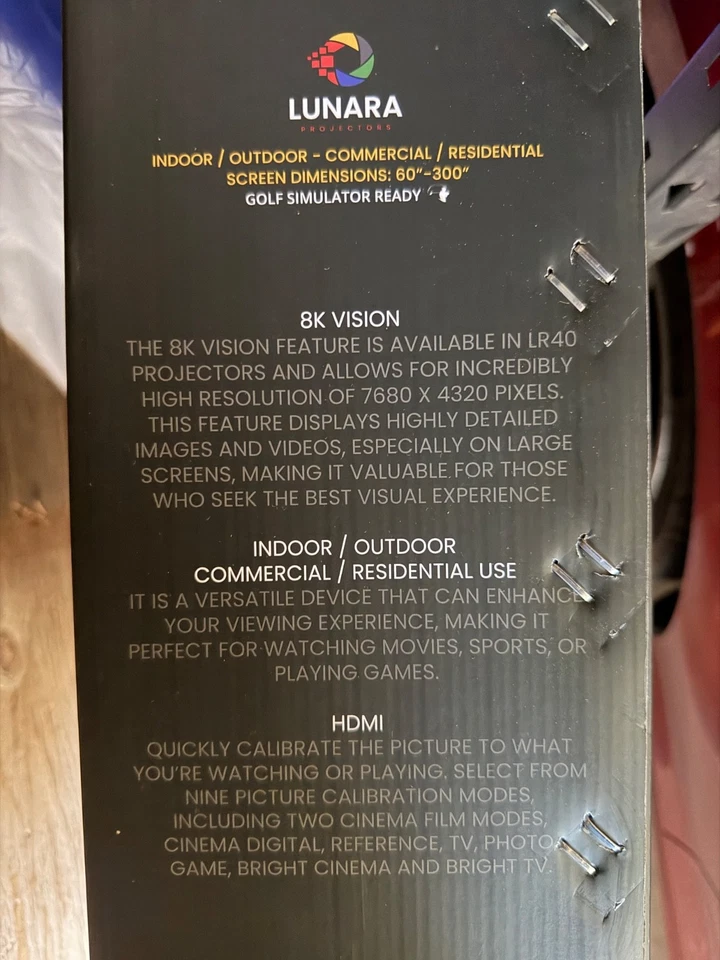 LUNARA
PROJECTORS
INDOOR / OUTDOOR - COMMERCIAL / RESIDENTIAL
SCREEN DIMENSIONS: 60"-300"
GOLF SIMULATOR READY
8K VISION
THE 8K VISION FEATURE IS AVAILABLE IN LR40
PROJECTORS AND ALLOWS FOR INCREDIBLY
HIGH RESOLUTION OF 7680 X 4320 PIXELS.
THIS FEATURE DISPLAYS HIGHLY DETAILED
IMAGES AND VIDEOS, ESPECIALLY ON LARGE
SCREENS, MAKING IT VALUABLE FOR THOSE
WHO SEEK THE BEST VISUAL EXPERIENCE.
INDOOR / OUTDOOR
COMMERCIAL / RESIDENTIAL USE
IT IS A VERSATILE DEVICE THAT CAN ENHANCE
YOUR VIEWING EXPERIENCE, MAKING IT
PERFECT FOR WATCHING MOVIES, SPORTS, OR
PLAYING GAMES.
HDMI
QUICKLY CALIBRATE THE PICTURE TO WHAT
YOU'RE WATCHING OR PLAYING. SELECT FROM
NINE PICTURE CALIBRATION MODES,
INCLUDING TWO CINEMA FILM MODES,
CINEMA DIGITAL, REFERENCE, TV, PHOTO,
GAME, BRIGHT CINEMA AND BRIGHT TV.